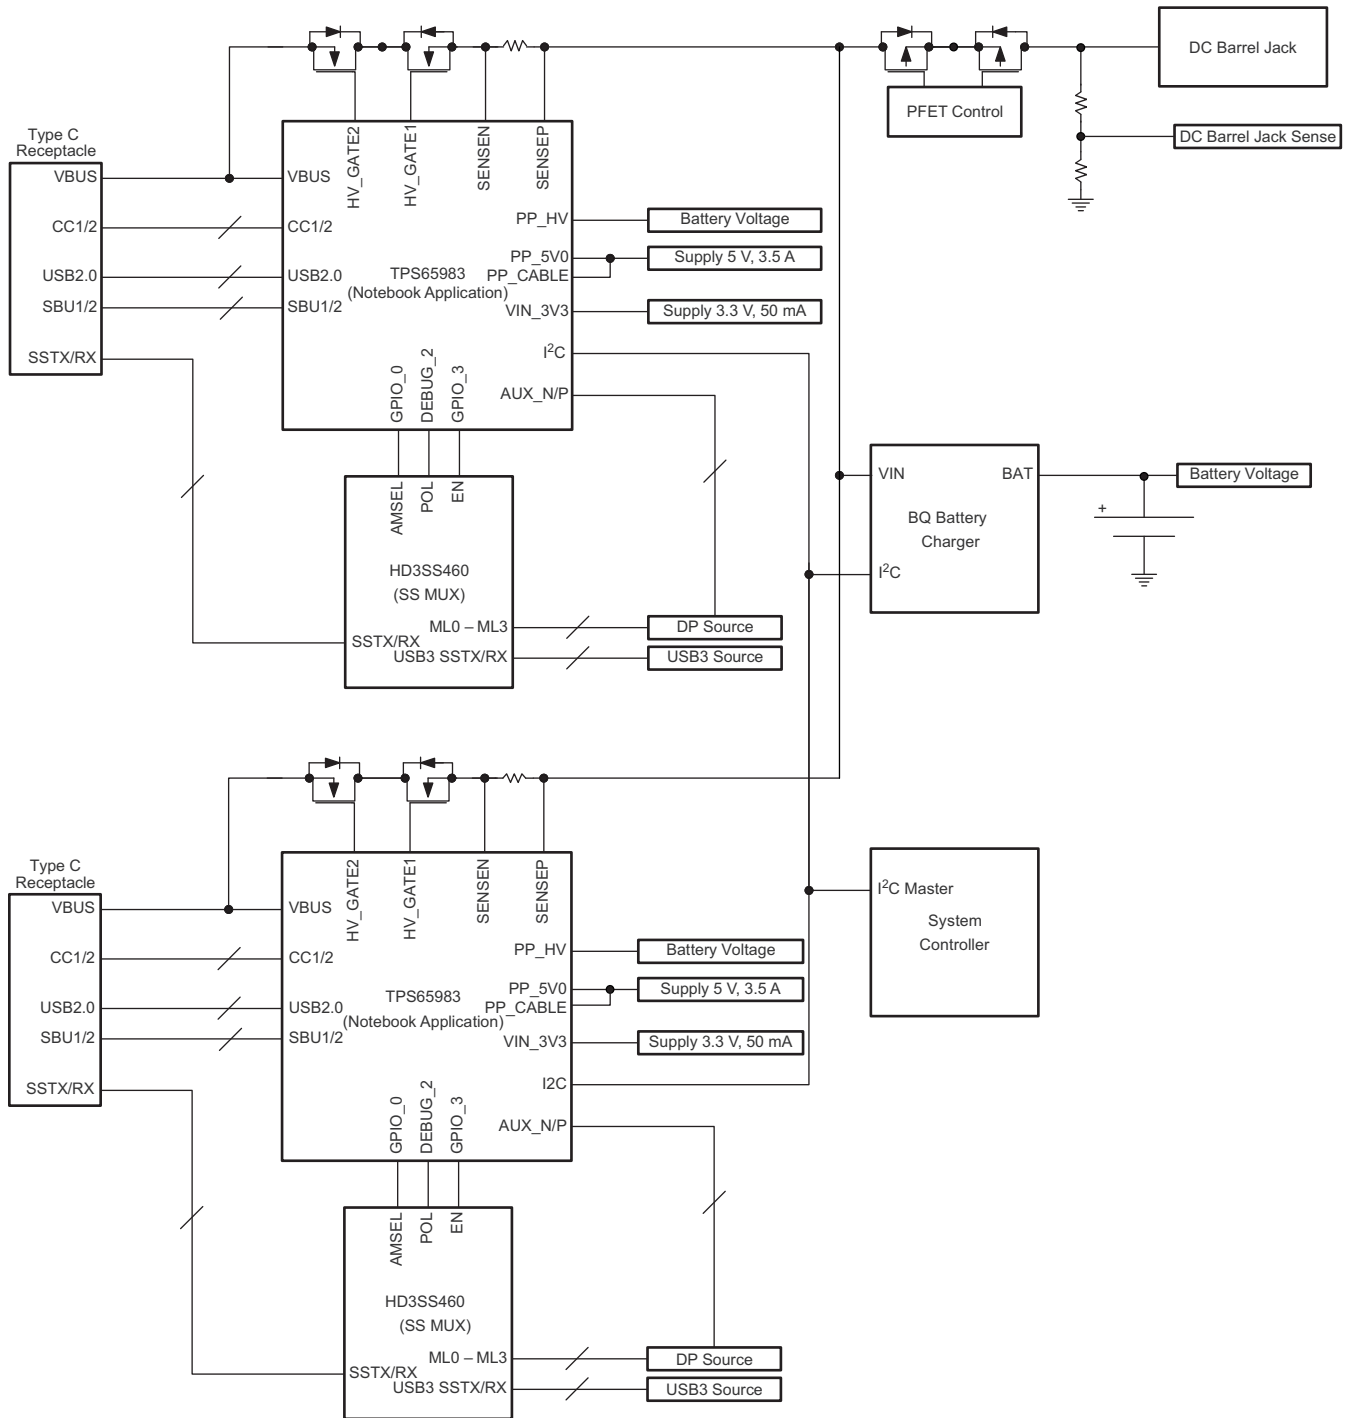 DC Barrel Jack
PFET Control
DC Barrel Jack Sense
Type C
Receptacle
VBUS
CC1/2
USB2.0
SBU1/2
SSTX/RX
VBUS
CC1/2
USB2.0
SBU1/2
HV_GATE2
HV_GATE1
SENSEN
SENSEP
TPS65983
(Notebook Application)
PP_HV
PP_5V0
PP_CABLE
VIN_3V3
I²C
AUX_N/P
GPIO_0
DEBUG_2
GPIO_3
Battery Voltage
Supply 5 V, 3.5 A
Supply 3.3 V, 50 mA
AMSEL
POL
EN
HD3SS460
(SS MUX)
ML0 – ML3
SSTX/RX
USB3 SSTX/RX
DP Source
USB3 Source
VIN
BAT
BQ Battery
Charger
I²C
Battery Voltage
+
Type C
Receptacle
VBUS
CC1/2
USB2.0
SBU1/2
SSTX/RX
VBUS
CC1/2
USB2.0
SBU1/2
HV_GATE2
HV_GATE1
SENSEN
SENSEP
TPS65983
(Notebook Application)
PP_HV
PP_5V0
PP_CABLE
VIN_3V3
I2C
AUX_N/P
GPIO_0
DEBUG_2
GPIO_3
Battery Voltage
Supply 5 V, 3.5 A
Supply 3.3 V, 50 mA
I²C Master
System
Controller
AMSEL
POL
EN
HD3SS460
(SS MUX)
ML0 – ML3
SSTX/RX
USB3 SSTX/RX
DP Source
USB3 Source